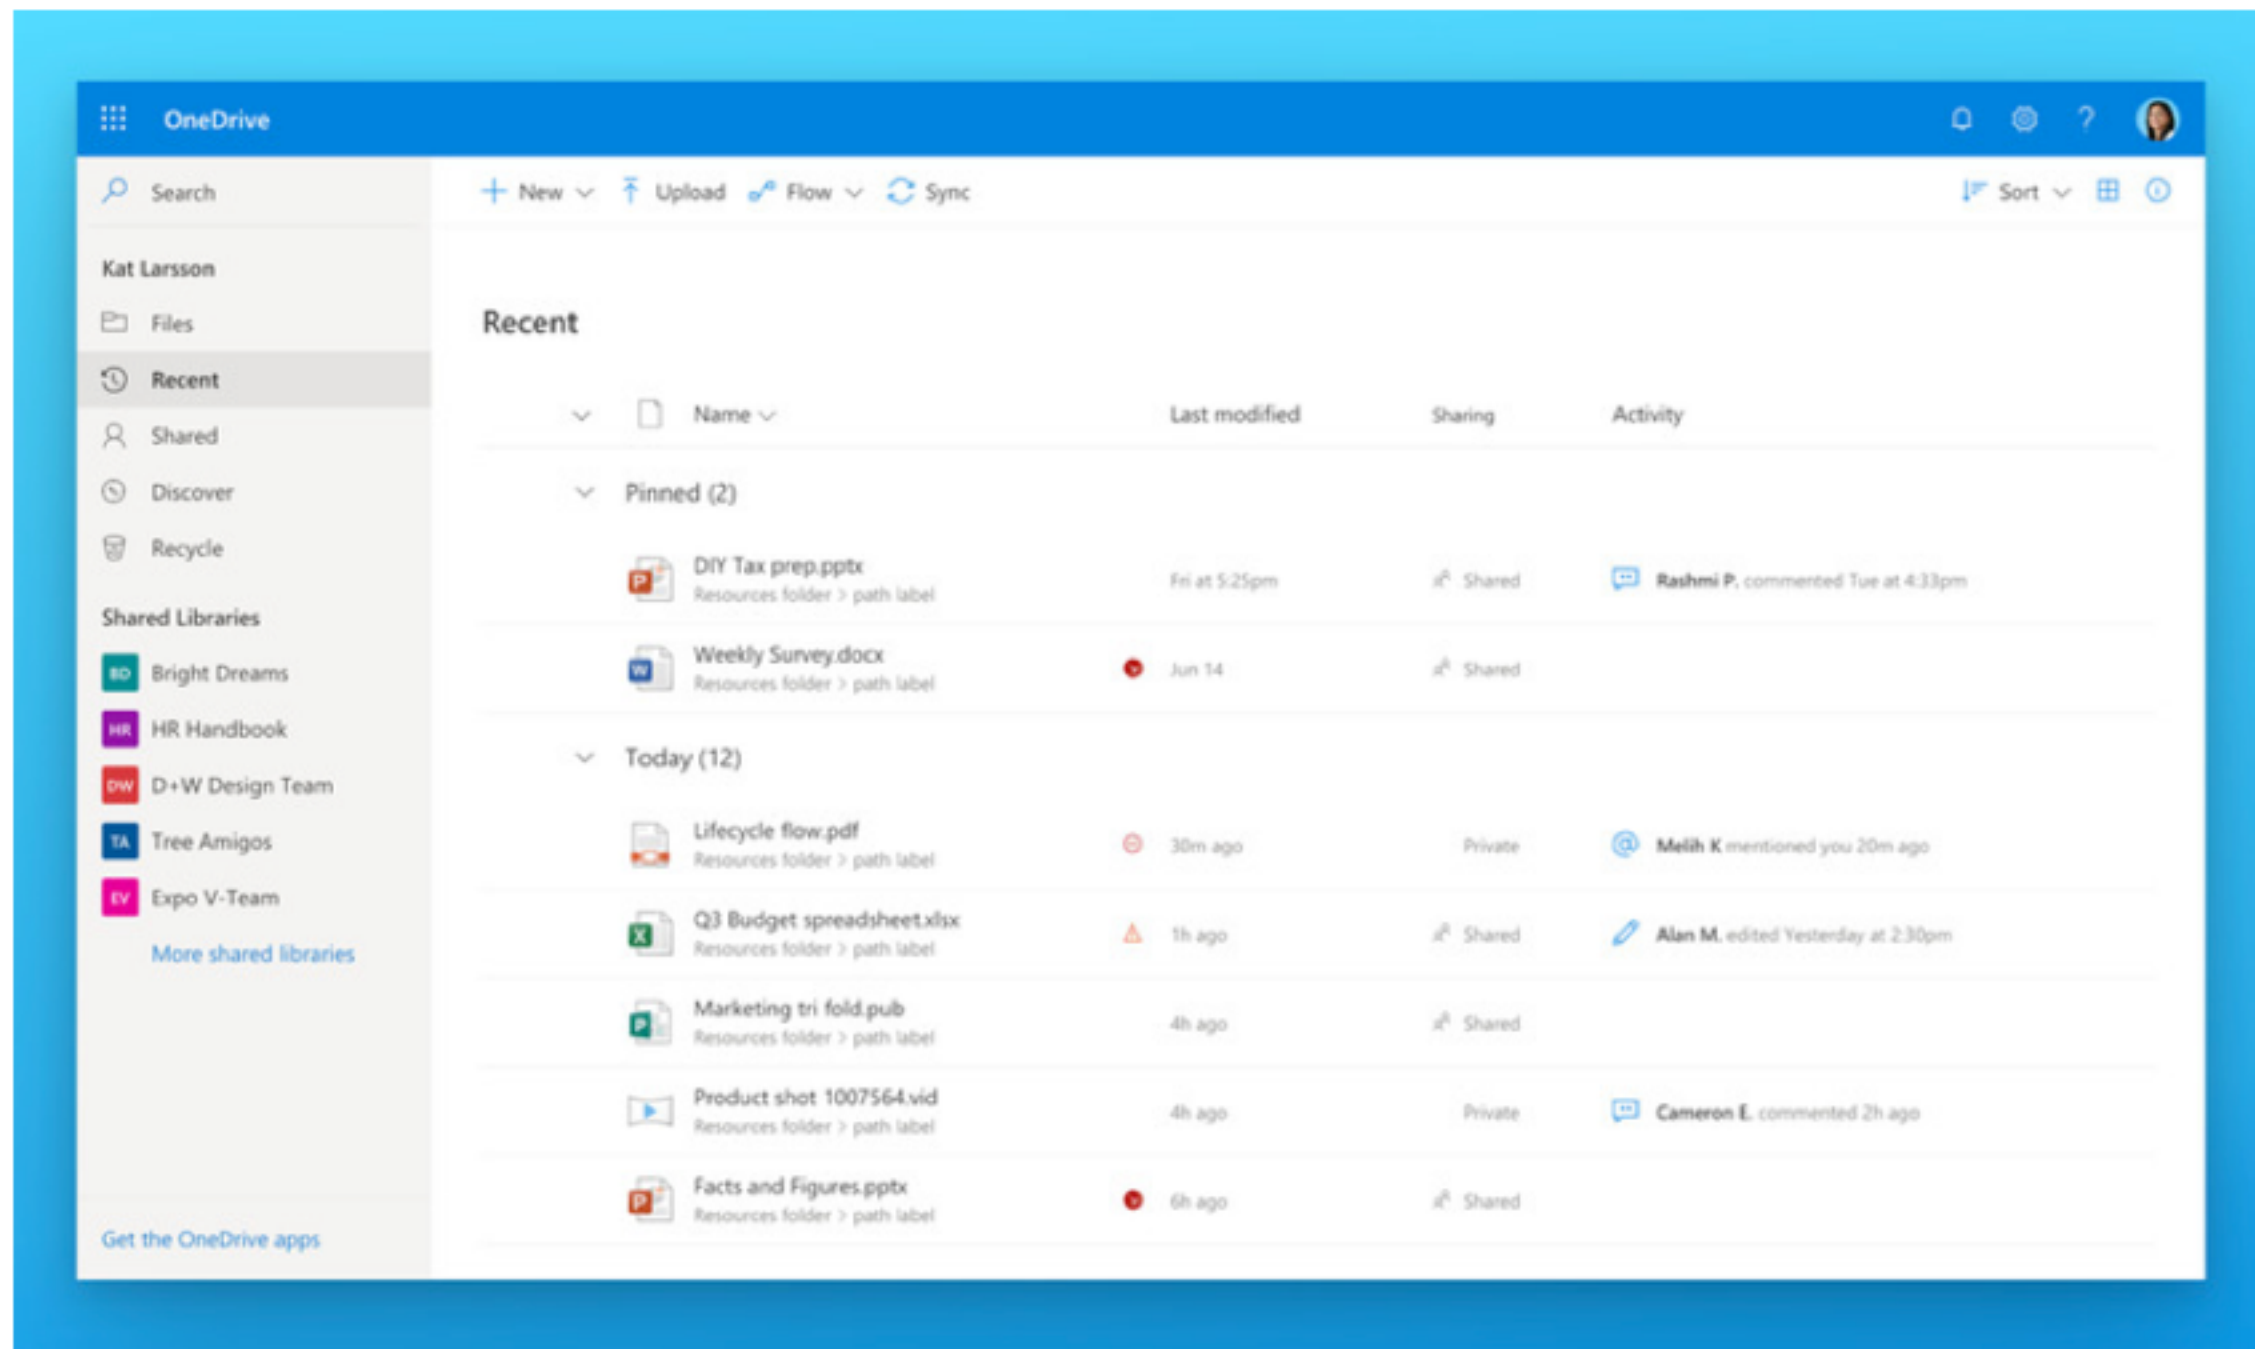 OneDrive
?
Search
New Upload Flow Sync Sort
Kat Larsson
Files
Recent
Shared
Discover
Recycle
Shared Libraries
BD Bright Dreams
HR HR Handbook
DW D+W Design Team
TA Tree Amigos
EV Expo V-Team
More shared libraries
Get the OneDrive apps
Recent
Name Last modified Sharing Activity
Pinned (2)
DIY Tax prep.pptx
Resources folder > path label
Fri at 5:25pm Shared Rashmi P. commented Tue at 4:33pm
Weekly Survey.docx
Resources folder > path label
Jun 14 Shared
Today (12)
Lifecycle flow.pdf
Resources folder > path label
30m ago Private Melih K mentioned you 20m ago
Q3 Budget spreadsheet.xlsx
Resources folder > path label
1h ago Shared Alan M. edited Yesterday at 2:30pm
Marketing tri fold.pub
Resources folder > path label
4h ago Shared
Product shot 1007564.vid
Resources folder > path label
4h ago Private Cameron E. commented 2h ago
Facts and Figures.pptx
Resources folder > path label
6h ago Shared